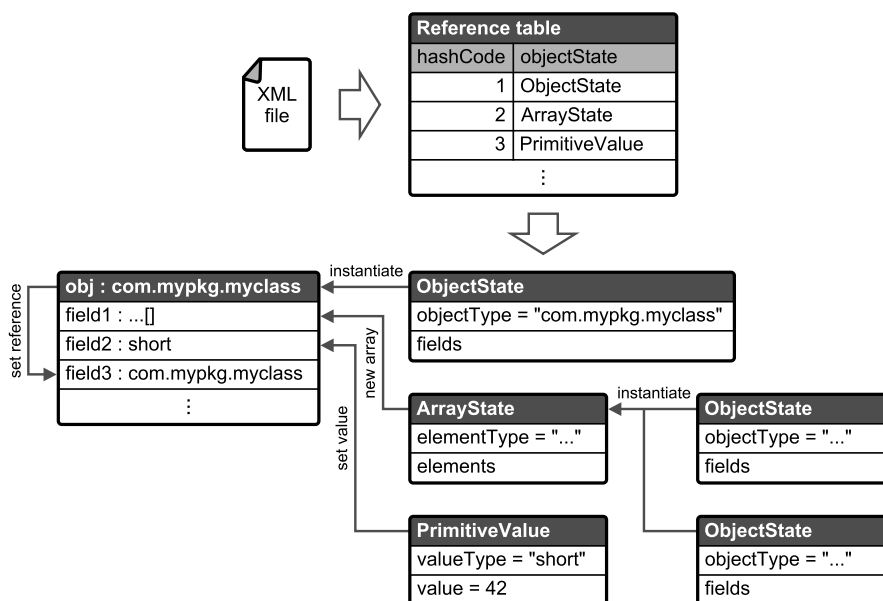 Reference table
hashCode objectState
1 ObjectState
2 ArrayState
3 PrimitiveValue
⋮
XML
file
instantiate
obj : com.mypkg.myclass
field1 : ...[]
field2 : short
field3 : com.mypkg.myclass
⋮
set reference
ObjectState
objectType = "com.mypkg.myclass"
fields
new array
set value
ArrayState
elementType = "..."
elements
instantiate
ObjectState
objectType = "..."
fields
PrimitiveValue
valueType = "short"
value = 42
ObjectState
objectType = "..."
fields